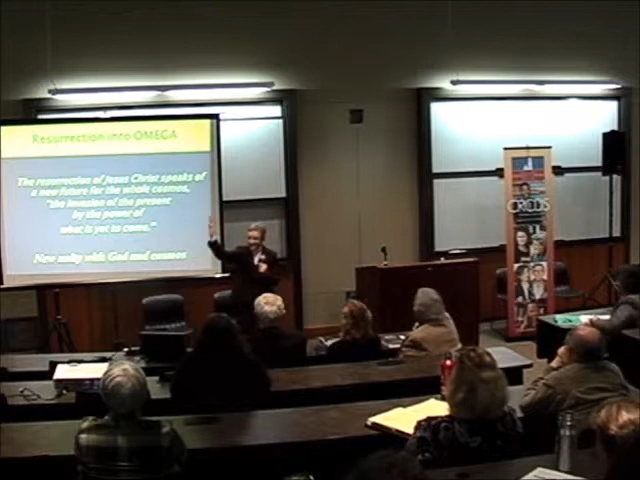 Resurrection into OMEGA
The resurrection of Jesus Christ speaks of
a new future for the whole cosmos,
"the invasion of the present
by the power of
what is yet to come."
New unity with God and cosmos